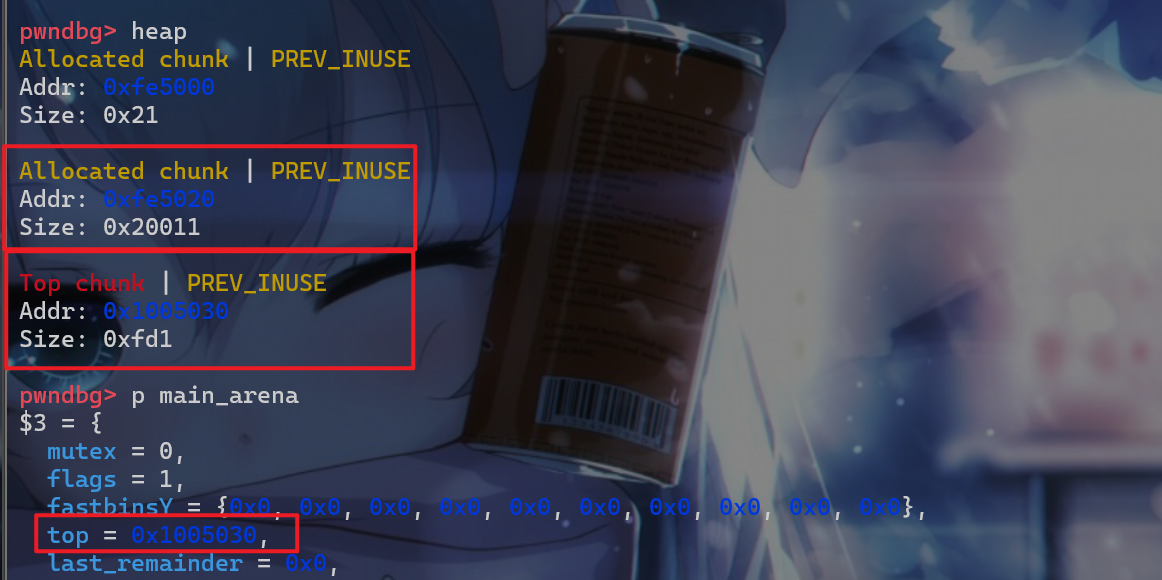 pwndbg> heap
Allocated chunk | PREV_INUSE
Addr: 0xfe5000
Size: 0x21
Allocated chunk | PREV_INUSE
Addr: 0xfe5020
Size: 0x20011
Top chunk | PREV_INUSE
Addr: 0x1005030
Size: 0xfd1
pwndbg> p main_arena
$3 = {
  mutex = 0,
  flags = 1,
  fastbinsY = {0x0, 0x0, 0x0, 0x0, 0x0, 0x0, 0x0, 0x0, 0x0, 0x0},
  top = 0x1005030,
  last_remainder = 0x0,